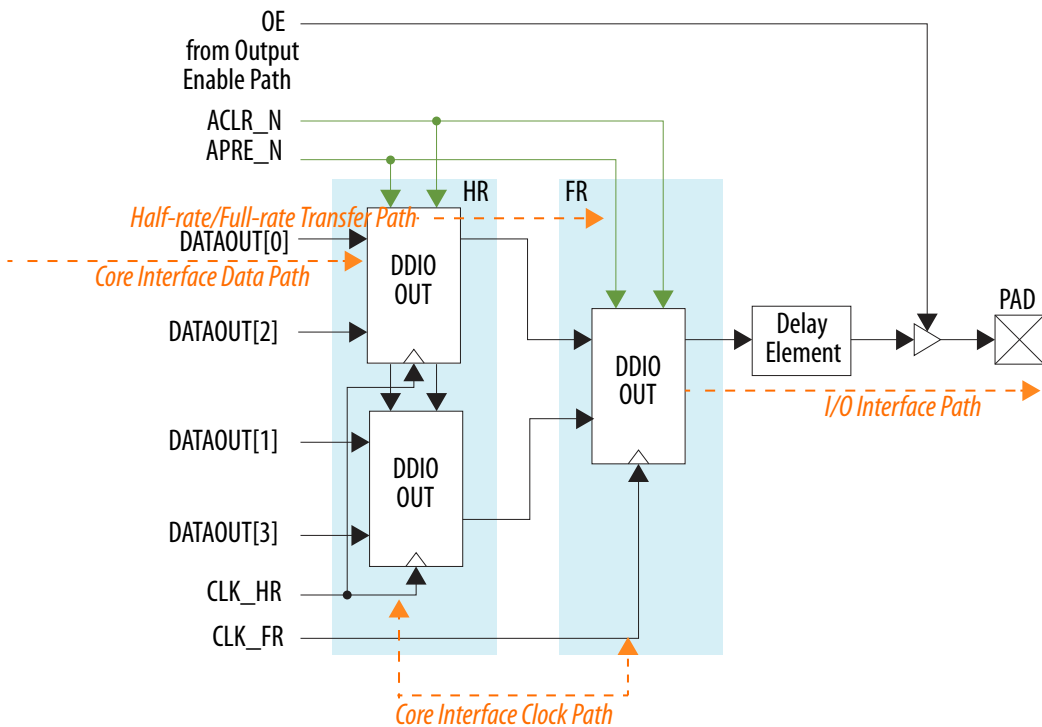 OE
from Output
Enable Path
ACLR_N
APRE_N
HR
FR
Half-rate/Full-rate Transfer Path
DATAOUT[0]
Core Interface Data Path
DDIO
OUT
DATAOUT[2]
PAD
Delay
Element
DDIO
OUT
I/O Interface Path
DATAOUT[1]
DDIO
OUT
DATAOUT[3]
CLK_HR
CLK_FR
Core Interface Clock Path